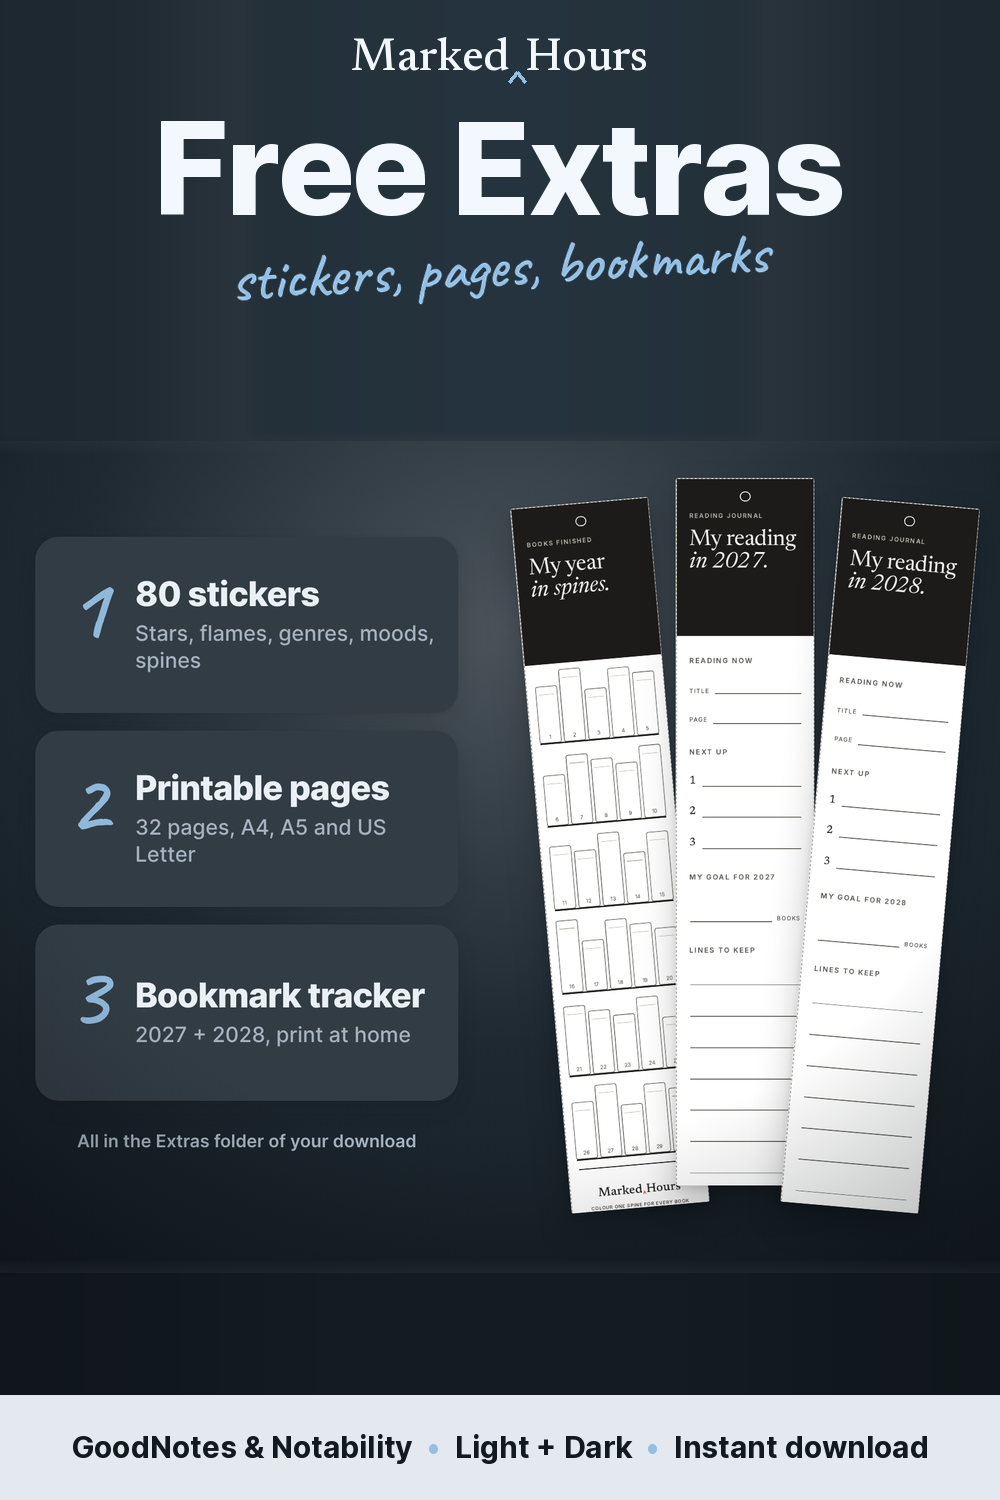 Marked‸Hours
Free Extras
stickers, pages, bookmarks
1
80 stickers
Stars, flames, genres, moods,
spines
2
Printable pages
32 pages, A4, A5 and US
Letter
3
Bookmark tracker
2027 + 2028, print at home
All in the Extras folder of your download
BOOKS FINISHED
My year
in spines.
1 2 3 4 5
6 7 8 9 10
11 12 13 14 15
16 17 18 19 20
21 22 23 24
26 27 28 29
Marked‸Hours
COLOUR ONE SPINE FOR EVERY BOOK
READING JOURNAL
My reading
in 2027.
READING NOW
TITLE
PAGE
NEXT UP
1
2
3
MY GOAL FOR 2027
BOOKS
LINES TO KEEP
READING JOURNAL
My reading
in 2028.
READING NOW
TITLE
PAGE
NEXT UP
1
2
3
MY GOAL FOR 2028
BOOKS
LINES TO KEEP
GoodNotes & Notability • Light + Dark • Instant download